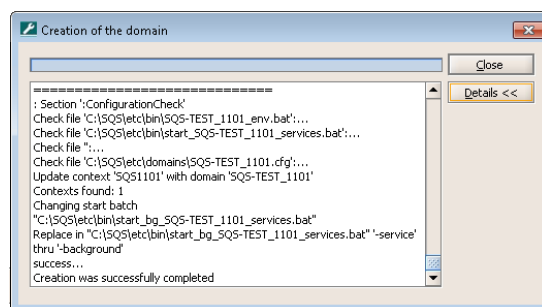 Creation of the domain
Close
Details <<
==============================
: Section ':ConfigurationCheck'
Check file 'C:\SQS\etc\bin\SQS-TEST_1101_env.bat':...
Check file 'C:\SQS\etc\bin\start_SQS-TEST_1101_services.bat':...
Check file '':...
Check file 'C:\SQS\etc\domains\SQS-TEST_1101.cfg':...
Update context 'SQS1101' with domain 'SQS-TEST_1101'
Contexts found: 1
Changing start batch
"C:\SQS\etc\bin\start_bg_SQS-TEST_1101_services.bat"
Replace in "C:\SQS\etc\bin\start_bg_SQS-TEST_1101_services.bat" '-service'
thru '-background'
success...
Creation was successfully completed